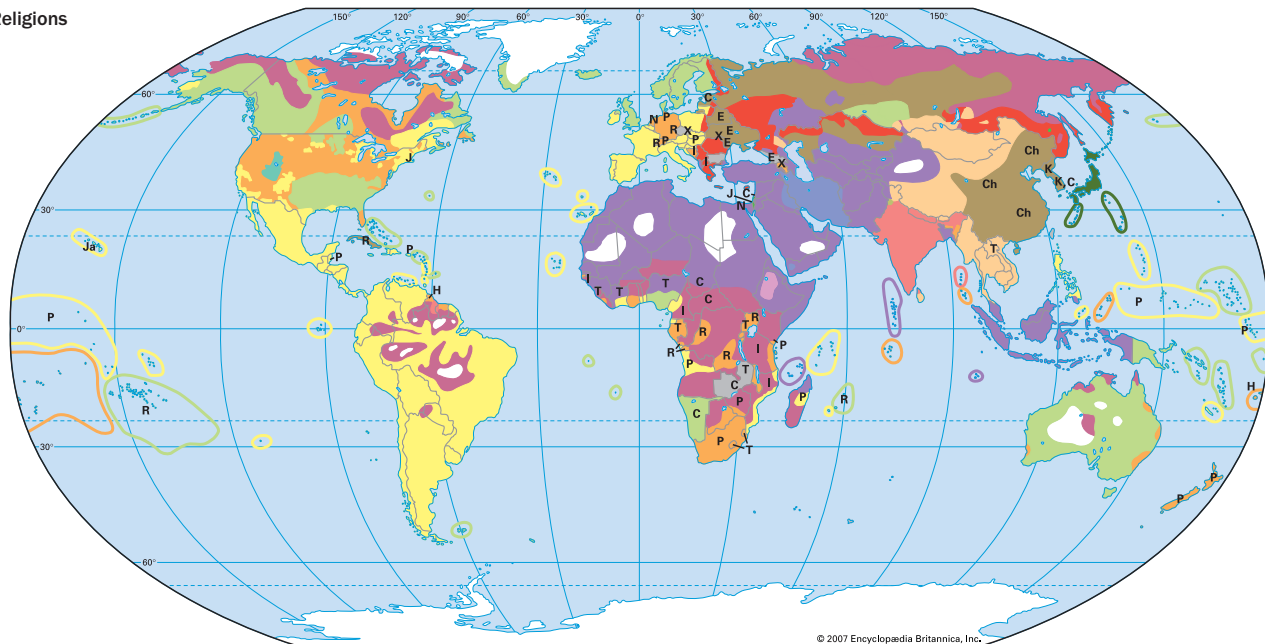 Religions
150° 120° 90° 60° 30° 0° 30° 60° 90° 120° 150°
60°
C
N P
E
R
X
J
R P
P
X E
Ch
I
I
E
X
K
Ch
K C
J C
N
30°
Ch
R
Ja
P
P
T
I
T
C
H
T
T
C
P
P
I
0°
T
R
T R
P
R
I
P
R
P
T
I
H
C
P
P
R
R
C
30°
P
T
P
P
60°
© 2007 Encyclopædia Britannica, Inc.